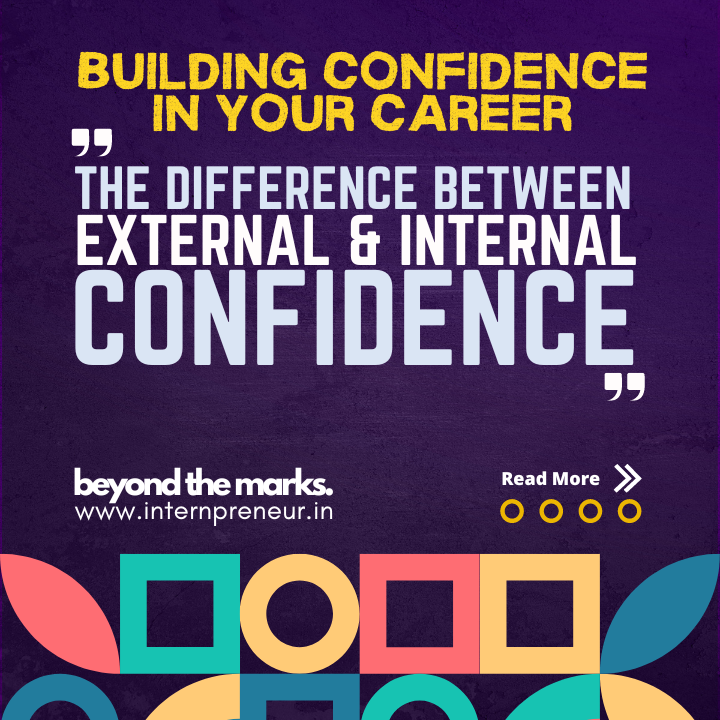 BUILDING CONFIDENCE
IN YOUR CAREER
”
THE DIFFERENCE BETWEEN
EXTERNAL & INTERNAL
CONFIDENCE
”
beyond the marks.
www.internpreneur.in
Read More